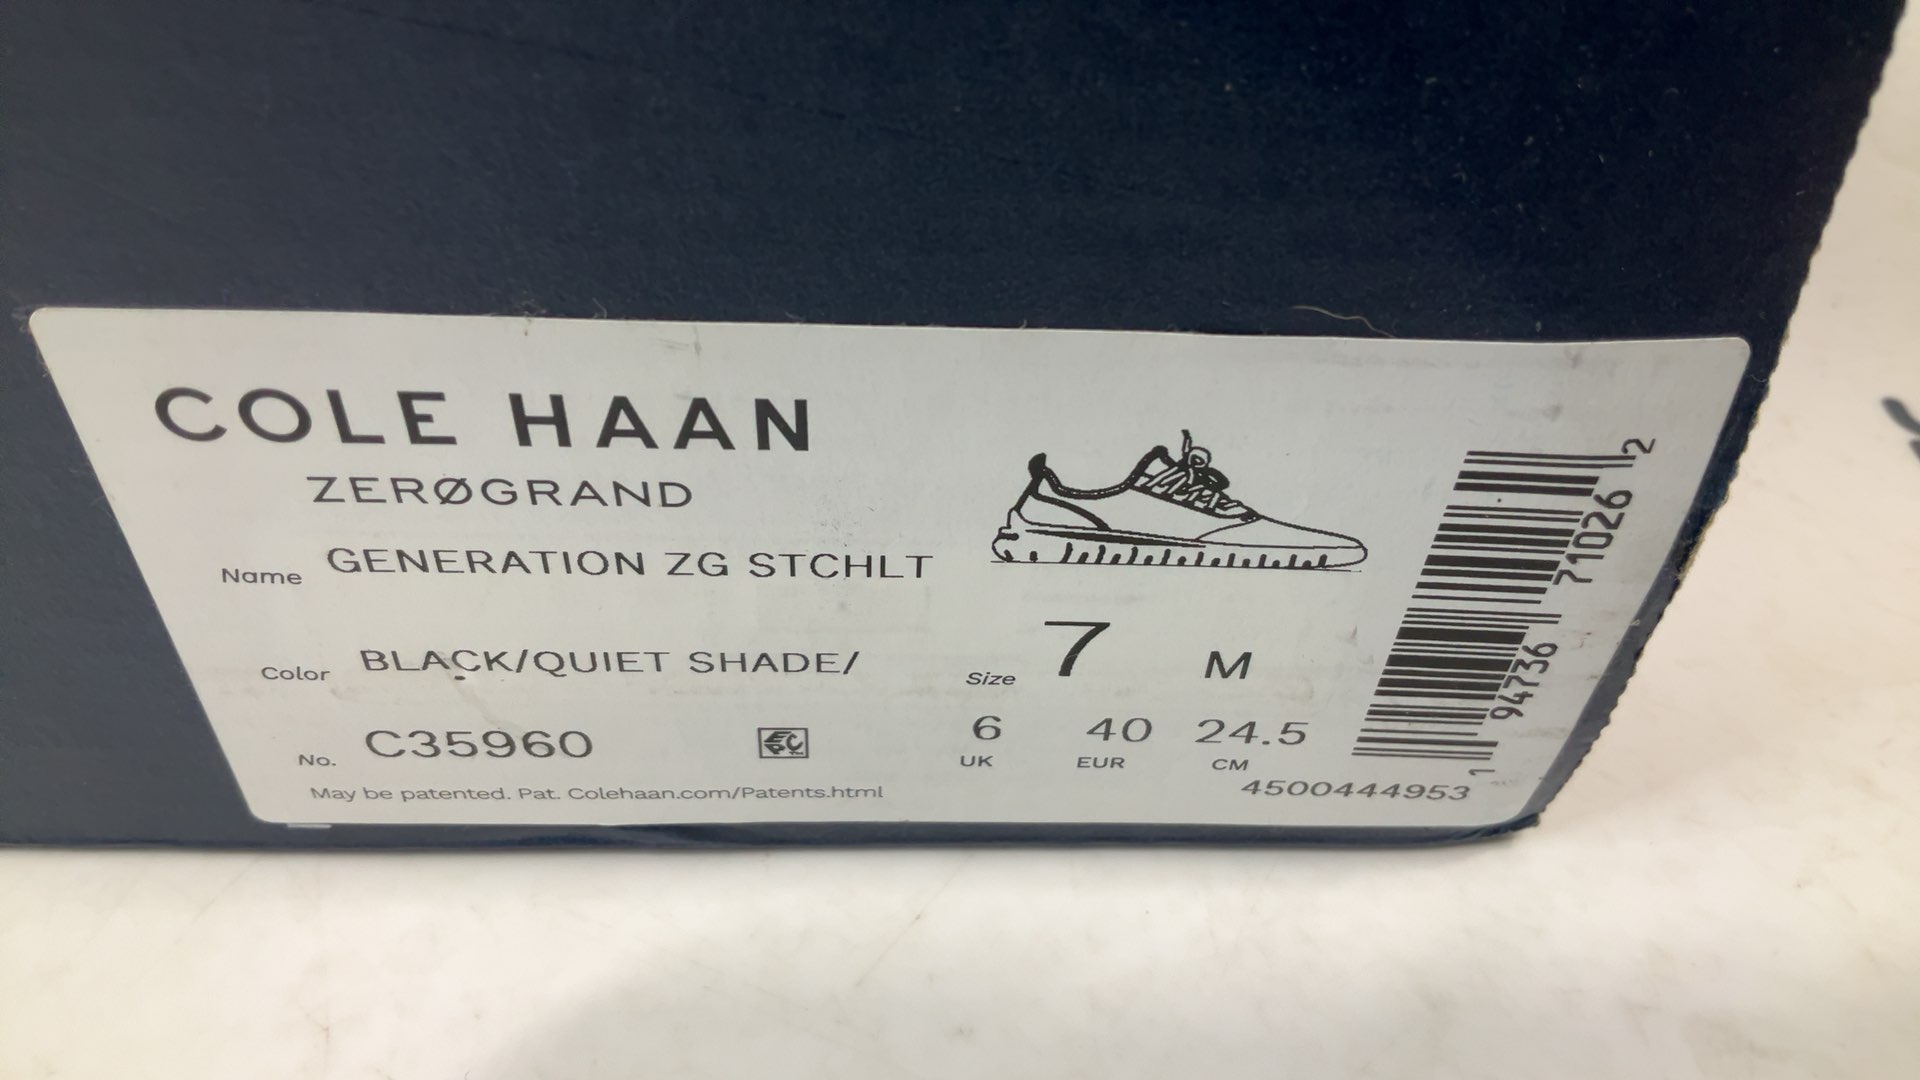 COLE HAAN
ZERØGRAND
Name GENERATION ZG STCHLT
Color BLACK/QUIET SHADE/
Size 7 M
No. C35960
6 40 24.5
UK EUR CM
May be patented. Pat. Colehaan.com/Patents.html
4500444953
1 94736 71026 2